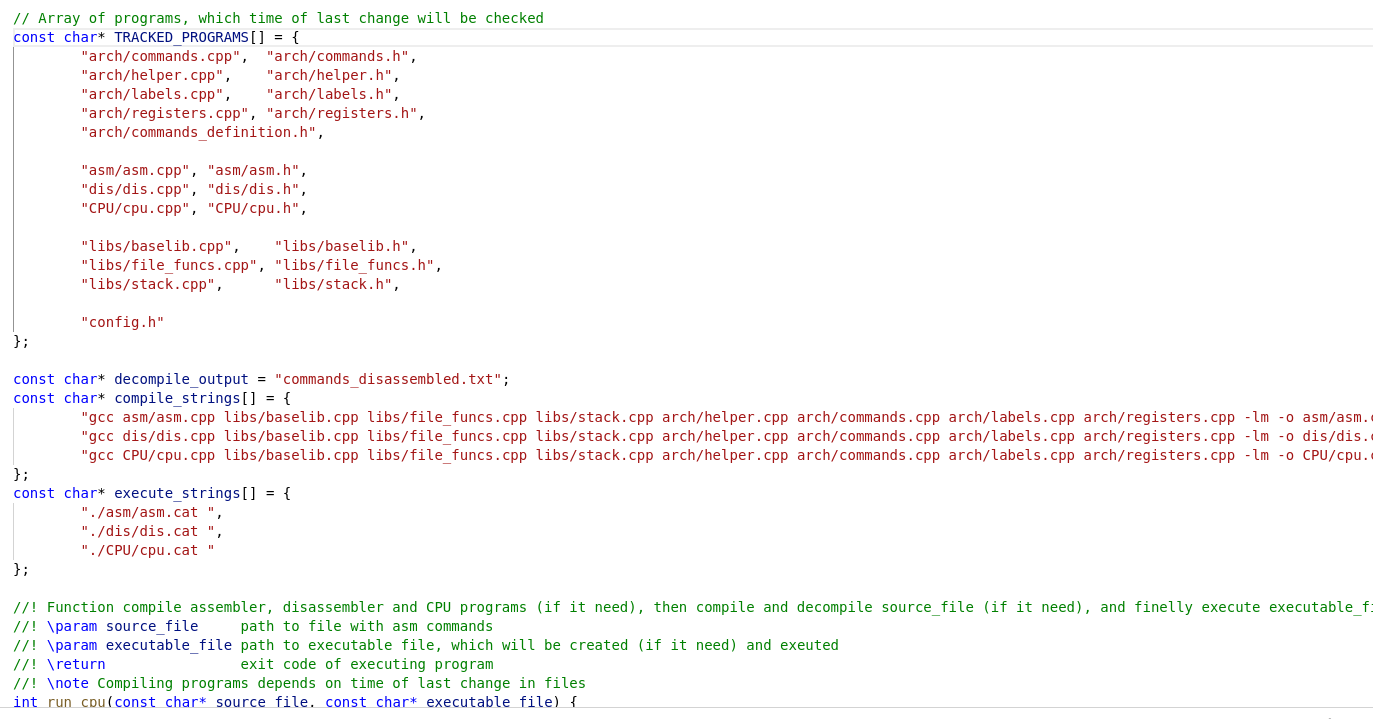 // Array of programs, which time of last change will be checked
const char* TRACKED_PROGRAMS[] = {
        "arch/commands.cpp",  "arch/commands.h",
        "arch/helper.cpp",    "arch/helper.h",
        "arch/labels.cpp",    "arch/labels.h",
        "arch/registers.cpp", "arch/registers.h",
        "arch/commands_definition.h",

        "asm/asm.cpp", "asm/asm.h",
        "dis/dis.cpp", "dis/dis.h",
        "CPU/cpu.cpp", "CPU/cpu.h",

        "libs/baselib.cpp",    "libs/baselib.h",
        "libs/file_funcs.cpp", "libs/file_funcs.h",
        "libs/stack.cpp",      "libs/stack.h",

        "config.h"
};

const char* decompile_output = "commands_disassembled.txt";
const char* compile_strings[] = {
        "gcc asm/asm.cpp libs/baselib.cpp libs/file_funcs.cpp libs/stack.cpp arch/helper.cpp arch/commands.cpp arch/labels.cpp arch/registers.cpp -lm -o asm/asm.c
        "gcc dis/dis.cpp libs/baselib.cpp libs/file_funcs.cpp libs/stack.cpp arch/helper.cpp arch/commands.cpp arch/labels.cpp arch/registers.cpp -lm -o dis/dis.c
        "gcc CPU/cpu.cpp libs/baselib.cpp libs/file_funcs.cpp libs/stack.cpp arch/helper.cpp arch/commands.cpp arch/labels.cpp arch/registers.cpp -lm -o CPU/cpu.c
};
const char* execute_strings[] = {
        "./asm/asm.cat ",
        "./dis/dis.cat ",
        "./CPU/cpu.cat "
};

//! Function compile assembler, disassembler and CPU programs (if it need), then compile and decompile source_file (if it need), and finelly execute executable_fi
//! \param source_file     path to file with asm commands
//! \param executable_file path to executable file, which will be created (if it need) and exeuted
//! \return                exit code of executing program
//! \note Compiling programs depends on time of last change in files
int run_cpu(const char* source_file, const char* executable_file) {